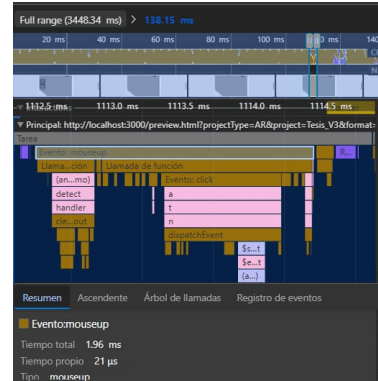 Full range (3448.34 ms) > 138.15 ms
20 ms 40 ms 60 ms 80 ms 100 ms 140
1112.5 ms 1113.0 ms 1113.5 ms 1114.0 ms 1114.5 ms
Principal: http://localhost:3000/preview.html?projectType=AR&project=Tesis_V3&format=
Tarea
Evento: mouseup R...
Llama...ción Llamada de función
(an...mo) Evento: click
detect a
handler t
cle...out n
dispatchEvent
$s...t
$e...t
(a...)
Resumen Ascendente Árbol de llamadas Registro de eventos
Evento:mouseup
Tiempo total 1.96 ms
Tiempo propio 21 µs
Tipo mouseup